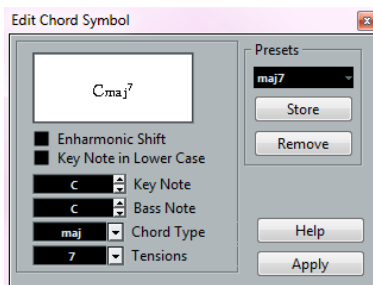 Edit Chord Symbol
Cmaj7
Enharmonic Shift
Key Note in Lower Case
C Key Note
C Bass Note
maj Chord Type
7 Tensions
Presets
maj7
Store
Remove
Help
Apply